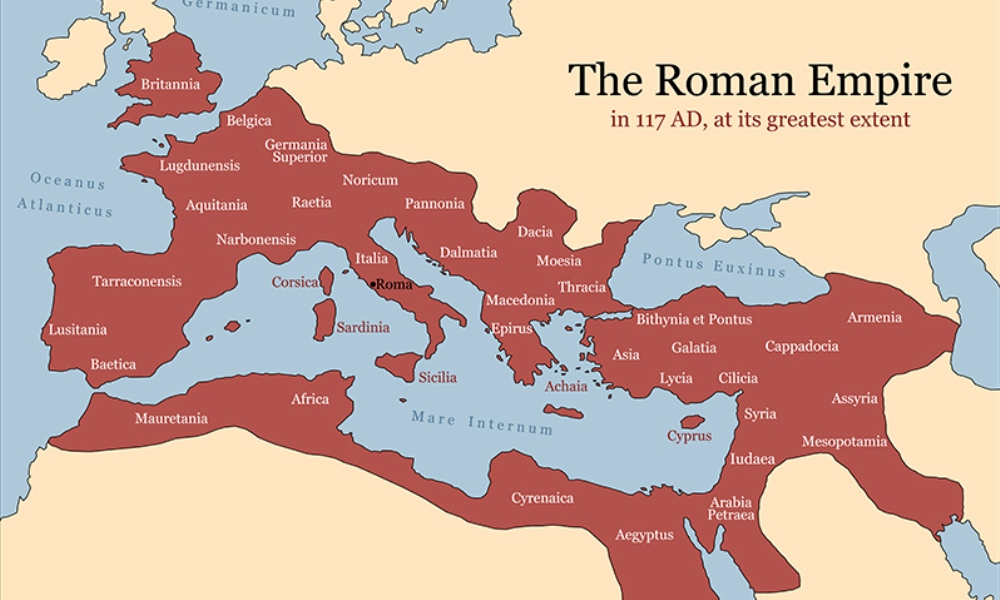 Germanicum
The Roman Empire
in 117 AD, at its greatest extent
Britannia
Belgica
Germania
Superior
Lugdunensis
Oceanus
Atlanticus
Noricum
Aquitania
Raetia
Pannonia
Narbonensis
Dacia
Italia
Dalmatia
Moesia
Pontus Euxinus
Tarraconensis
Corsica
Roma
Thracia
Macedonia
Lusitania
Sardinia
Epirus
Bithynia et Pontus
Armenia
Asia
Galatia
Cappadocia
Baetica
Sicilia
Achaia
Lycia
Cilicia
Africa
Assyria
Mauretania
Mare Internum
Cyprus
Syria
Mesopotamia
Iudaea
Cyrenaica
Arabia
Petraea
Aegyptus